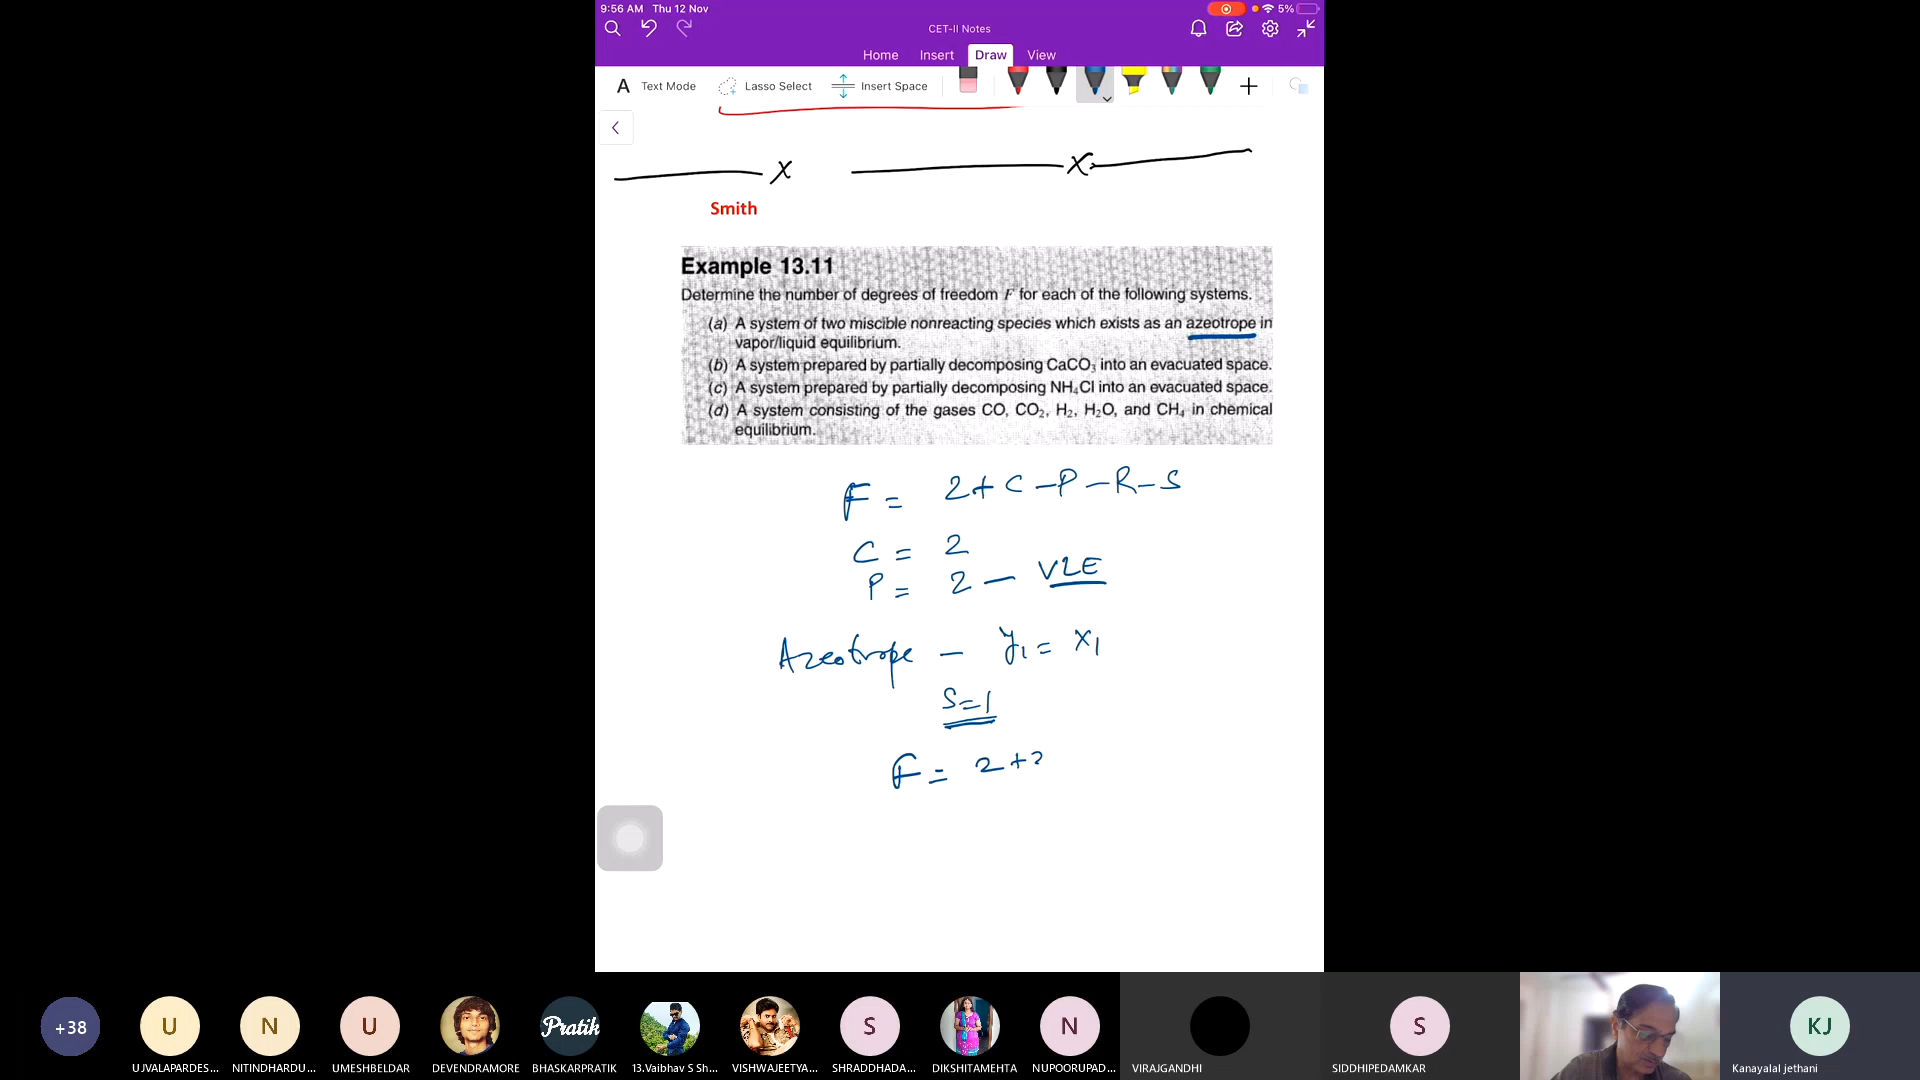 9:56 AM Thu 12 Nov
5%
CET-II Notes
Home Insert Draw View
A Text Mode Lasso Select Insert Space
X X
Smith
Example 13.11
Determine the number of degrees of freedom F for each of the following systems.
(a) A system of two miscible nonreacting species which exists as an azeotrope in
vapor/liquid equilibrium.
(b) A system prepared by partially decomposing CaCO₃ into an evacuated space.
(c) A system prepared by partially decomposing NH₄Cl into an evacuated space.
(d) A system consisting of the gases CO, CO₂, H₂, H₂O, and CH₄ in chemical
equilibrium.
F = 2+C-P-R-S
C = 2
P = 2 - VLE
Azeotrope - y₁ = x₁
S=1
F = 2+
+38 U N U Pratik S N S KJ
UJVALAPARDES... NITINDHARDU... UMESHBELDAR DEVENDRAMORE BHASKARPRATIK 13.Vaibhav S Sh... VISHWAJEETYA... SHRADDHADA... DIKSHITAMEHTA NUPOORUPAD... VIRAJGANDHI SIDDHIPEDAMKAR Kanayalal jethani